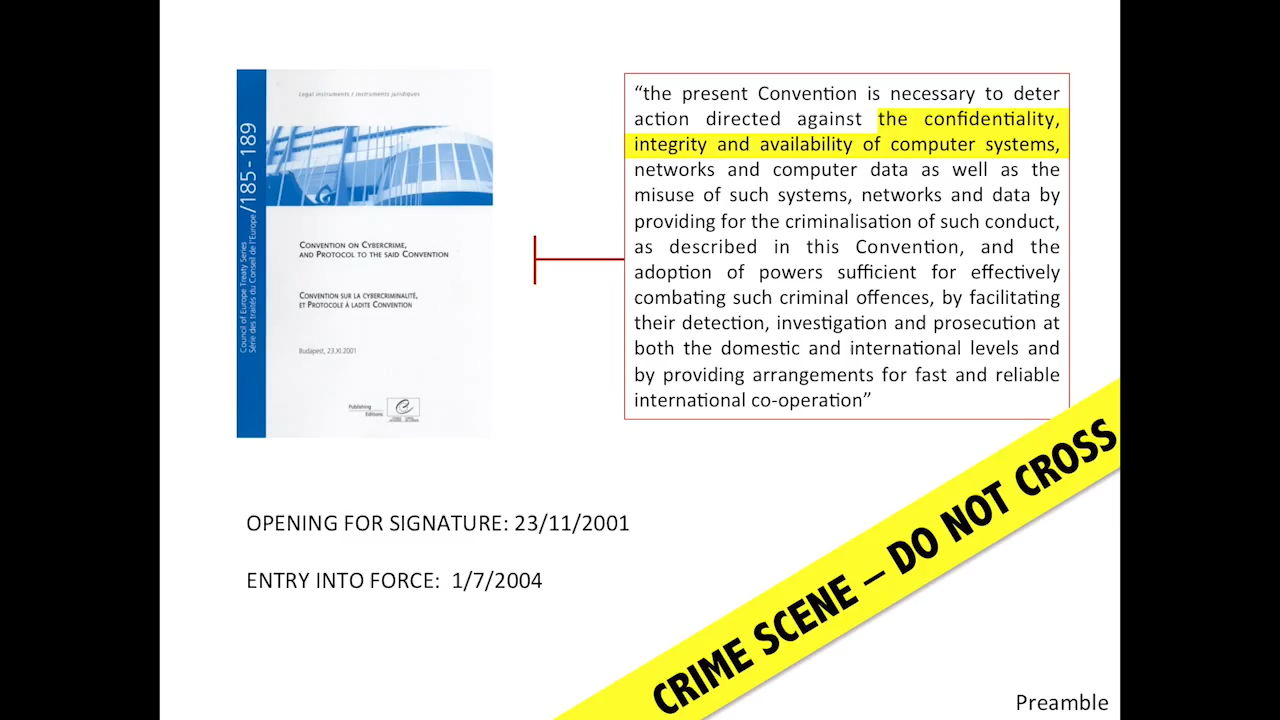 Legal instruments / Instruments juridiques
Council of Europe Treaty Series
Série des traités du Conseil de l'Europe / 185 - 189
CONVENTION ON CYBERCRIME,
AND PROTOCOL TO THE SAID CONVENTION
CONVENTION SUR LA CYBERCRIMINALITÉ,
ET PROTOCOLE À LADITE CONVENTION
Budapest, 23.XI.2001
Publishing
Editions
“the present Convention is necessary to deter
action directed against the confidentiality,
integrity and availability of computer systems,
networks and computer data as well as the
misuse of such systems, networks and data by
providing for the criminalisation of such conduct,
as described in this Convention, and the
adoption of powers sufficient for effectively
combating such criminal offences, by facilitating
their detection, investigation and prosecution at
both the domestic and international levels and
by providing arrangements for fast and reliable
international co-operation”
OPENING FOR SIGNATURE: 23/11/2001
ENTRY INTO FORCE: 1/7/2004
CRIME SCENE – DO NOT CROSS
Preamble